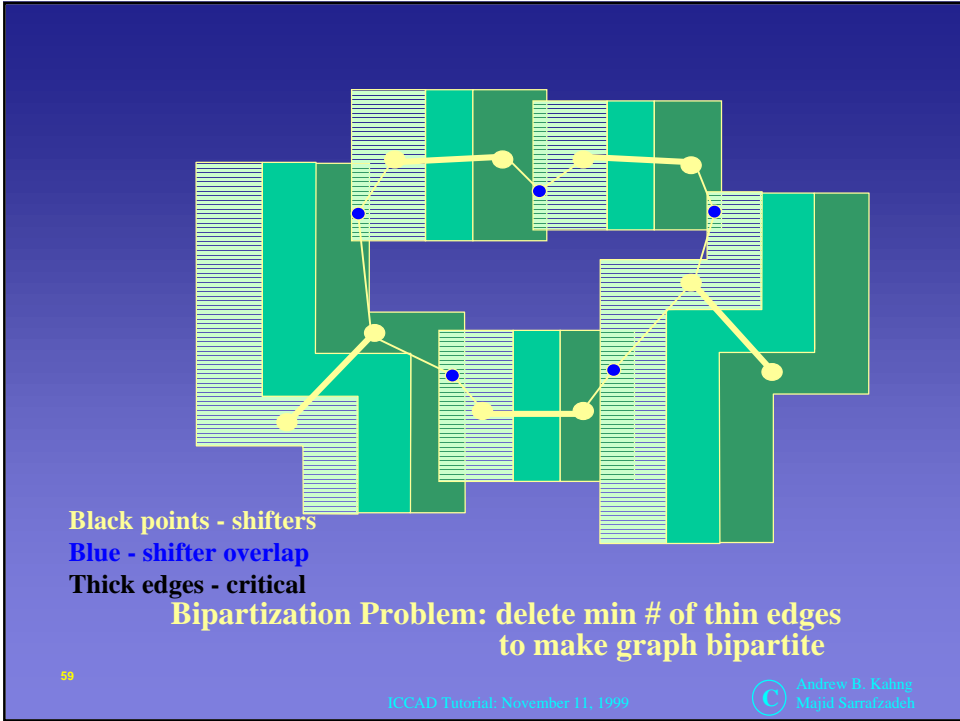 Black points - shifters
Blue - shifter overlap
Thick edges - critical
Bipartization Problem: delete min # of thin edges
to make graph bipartite
59
ICCAD Tutorial: November 11, 1999
C
Andrew B. Kahng
Majid Sarrafzadeh